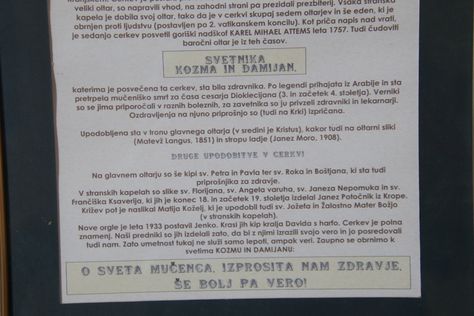 veliki oltar, so napravili vhod, na zahodni strani pa prezidali prezbiterij. Vsaka stranska
kapela je dobila svoj oltar, tako da je v cerkvi skupaj sedem oltarjev in še eden, ki je
obrnjen proti ljudstvu (postavljen po 2. vatikanskem koncilu). Kot priča napis nad vrati,
je sedanjo cerkev posvetil goriški nadškof KAREL MIHAEL ATTEMS leta 1757. Tudi čudoviti
baročni oltar je iz teh časov.
SVETNIKA
KOZMA IN DAMIJAN,
katerima je posvečena ta cerkev, sta bila zdravnika. Po legendi prihajata iz Arabije in sta
pretrpela mučeniško smrt za časa cesarja Dioklecijana (3. in začetek 4. stoletja). Verniki
so se jima priporočali v raznih boleznih, za zavetnika so ju privzeli zdravniki in lekarnarji.
Ozdravljenja na njuno priprošnjo so (tudi na Krki) izpričana.
Upodobljena sta v tronu glavnega oltarja (v sredini je Kristus), kakor tudi na oltarni sliki
(Matevž Langus, 1851) in stropu ladje (Janez Moro, 1908).
DRUGE UPODOBITVE V CERKVI
Na glavnem oltarju so še kipi sv. Petra in Pavla ter sv. Roka in Boštjana, ki sta tudi
priprošnjika za zdravje.
V stranskih kapelah so slike sv. Florijana, sv. Angela varuha, sv. Janeza Nepomuka in sv.
Frančiška Ksaverija, ki jih je konec 18. in začetek 19. stoletja izdelal Janez Potočnik iz Krope.
Križev pot je naslikal Matija Koželj, ki je upodobil tudi sv. Jožefa in Žalostno Mater Božjo
(v stranskih kapelah).
Nove orgle je leta 1933 postavil Jenko. Krasi jih kip kralja Davida s harfo. Cerkev je polna
znamenj. Naši predniki so jih izdelali zato, da bi z njimi izrazili svojo vero in jo posredovali
tudi nam. Zato umetnost tukaj ne služi samo lepoti, ampak veri. Zaupno se obrnimo k
svetima KOZMU IN DAMIJANU:
O SVETA MUČENCA, IZPROSITA NAM ZDRAVJE,
ŠE BOLJ PA VERO!